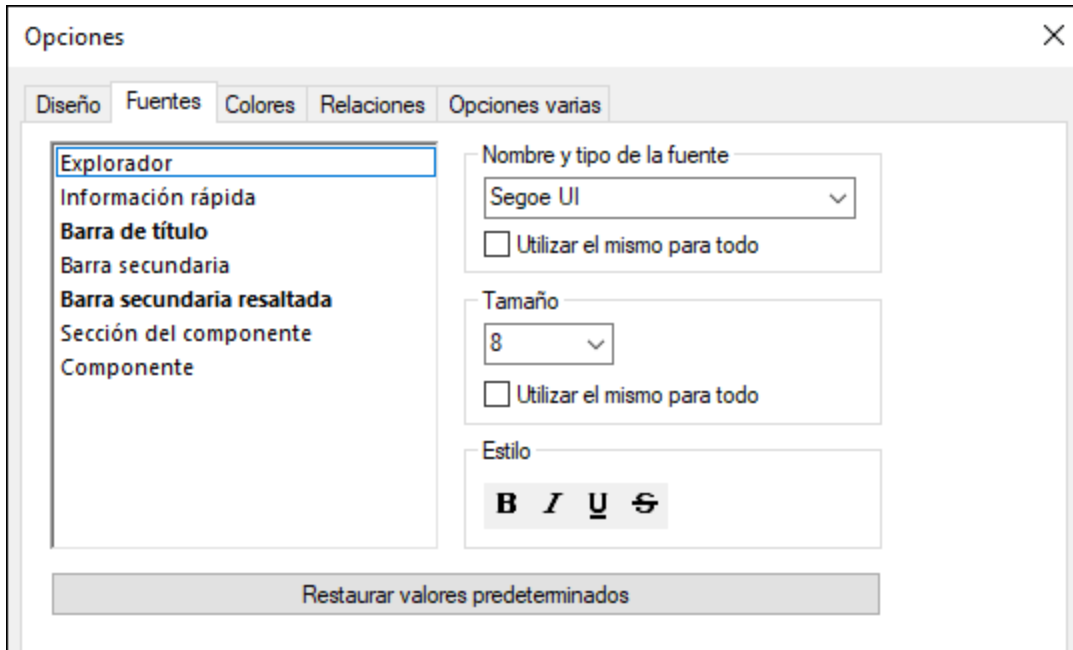 Opciones
Diseño Fuentes Colores Relaciones Opciones varias
Explorador
Información rápida
Barra de título
Barra secundaria
Barra secundaria resaltada
Sección del componente
Componente
Nombre y tipo de la fuente
Segoe UI
Utilizar el mismo para todo
Tamaño
8
Utilizar el mismo para todo
Estilo
B I U S
Restaurar valores predeterminados